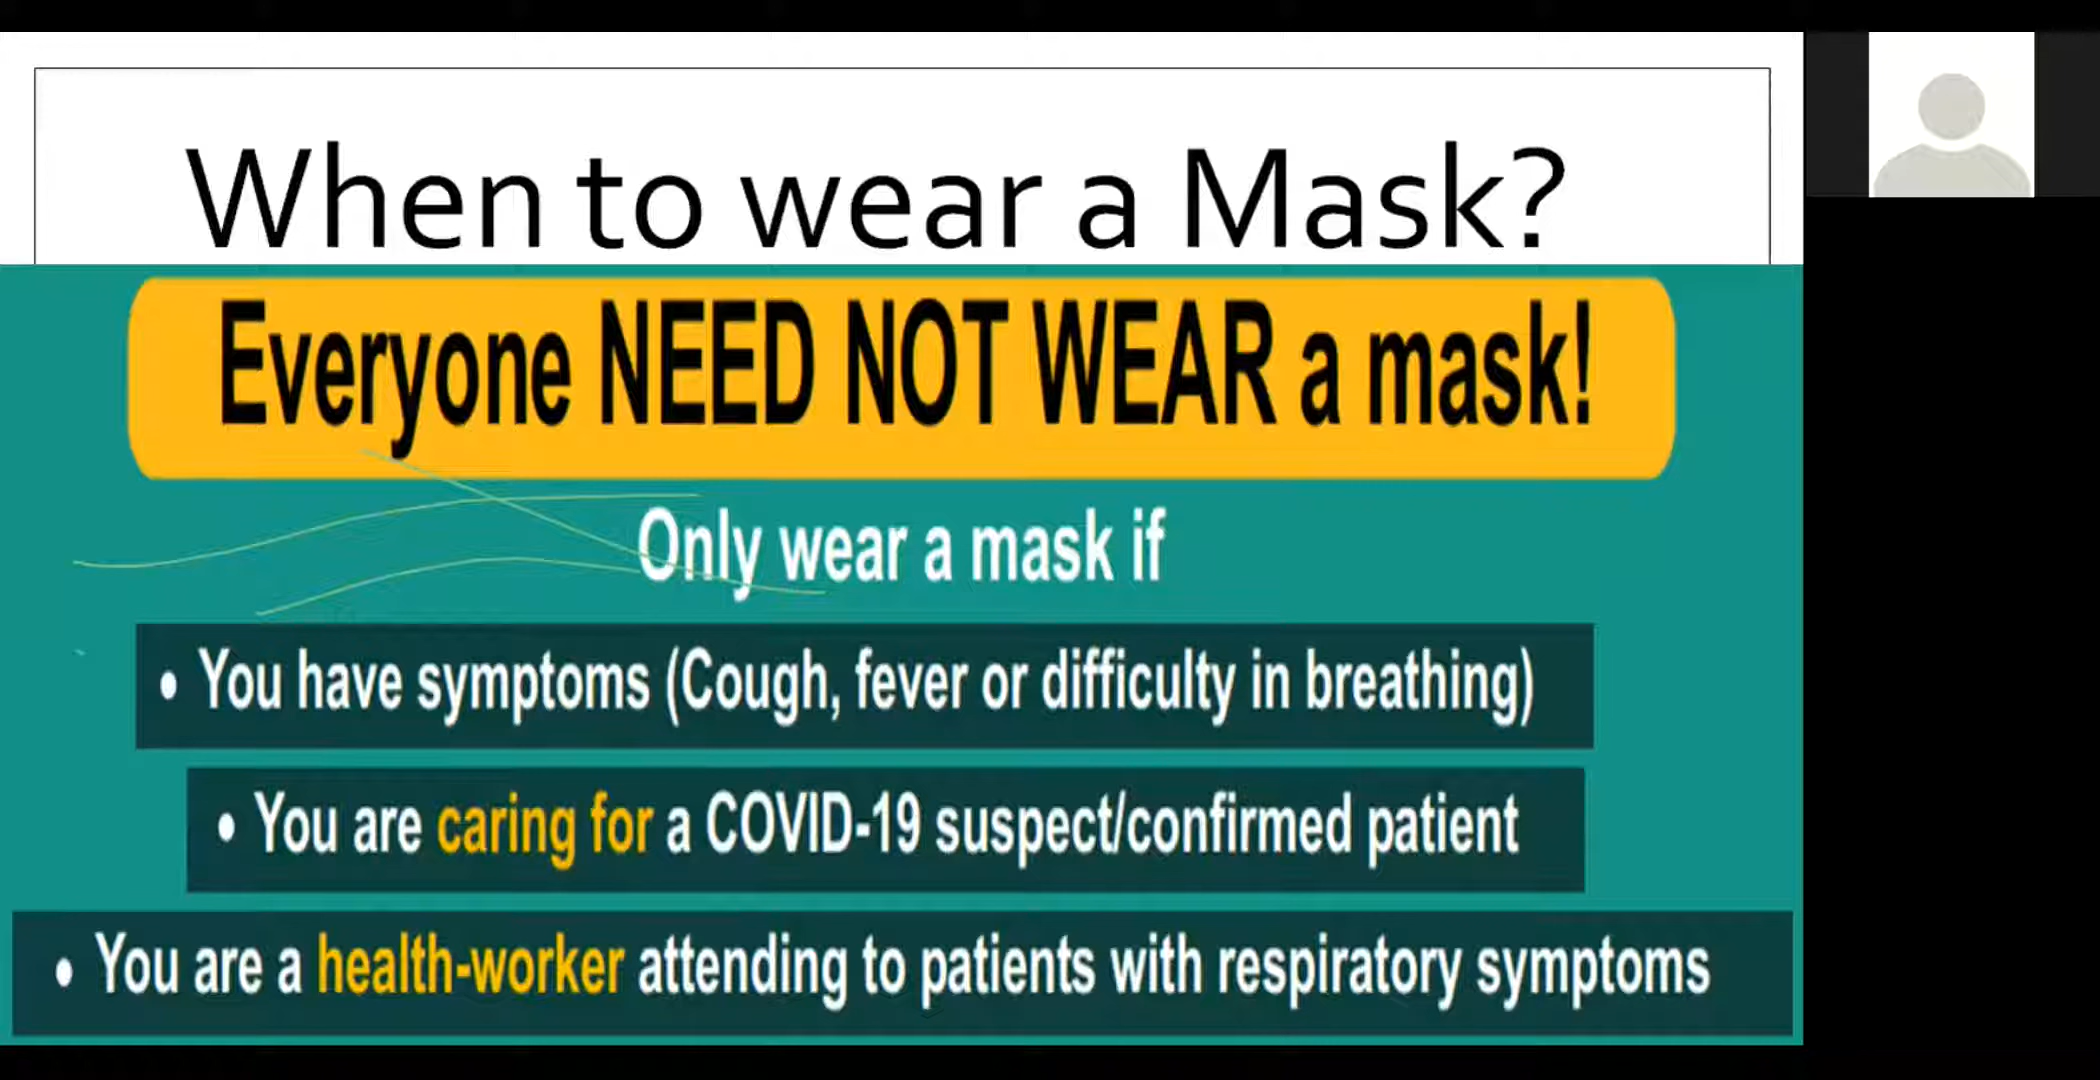 When to wear a Mask?
Everyone NEED NOT WEAR a mask!
Only wear a mask if
• You have symptoms (Cough, fever or difficulty in breathing)
• You are caring for a COVID-19 suspect/confirmed patient
• You are a health-worker attending to patients with respiratory symptoms